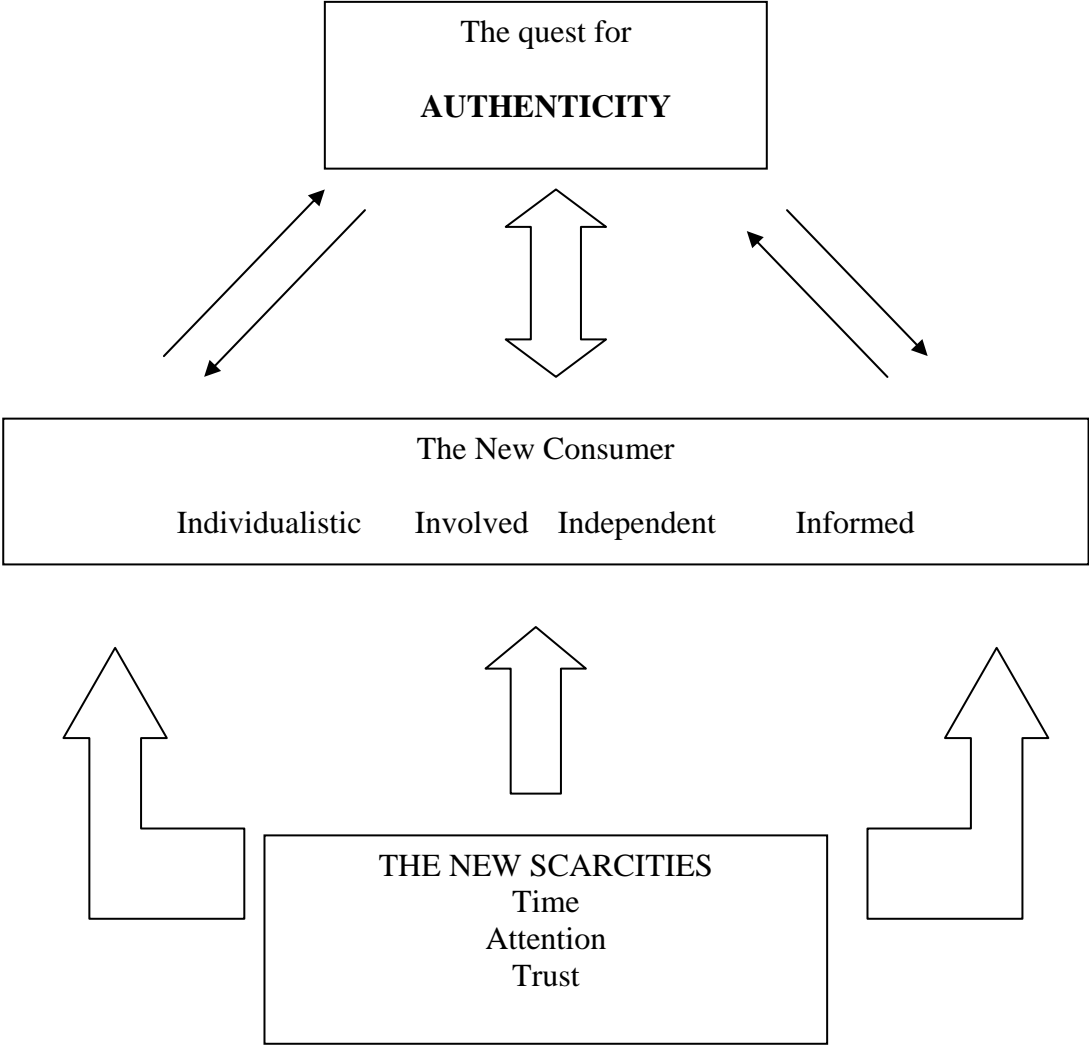 The quest for
AUTHENTICITY
The New Consumer
Individualistic Involved Independent Informed
THE NEW SCARCITIES
Time
Attention
Trust